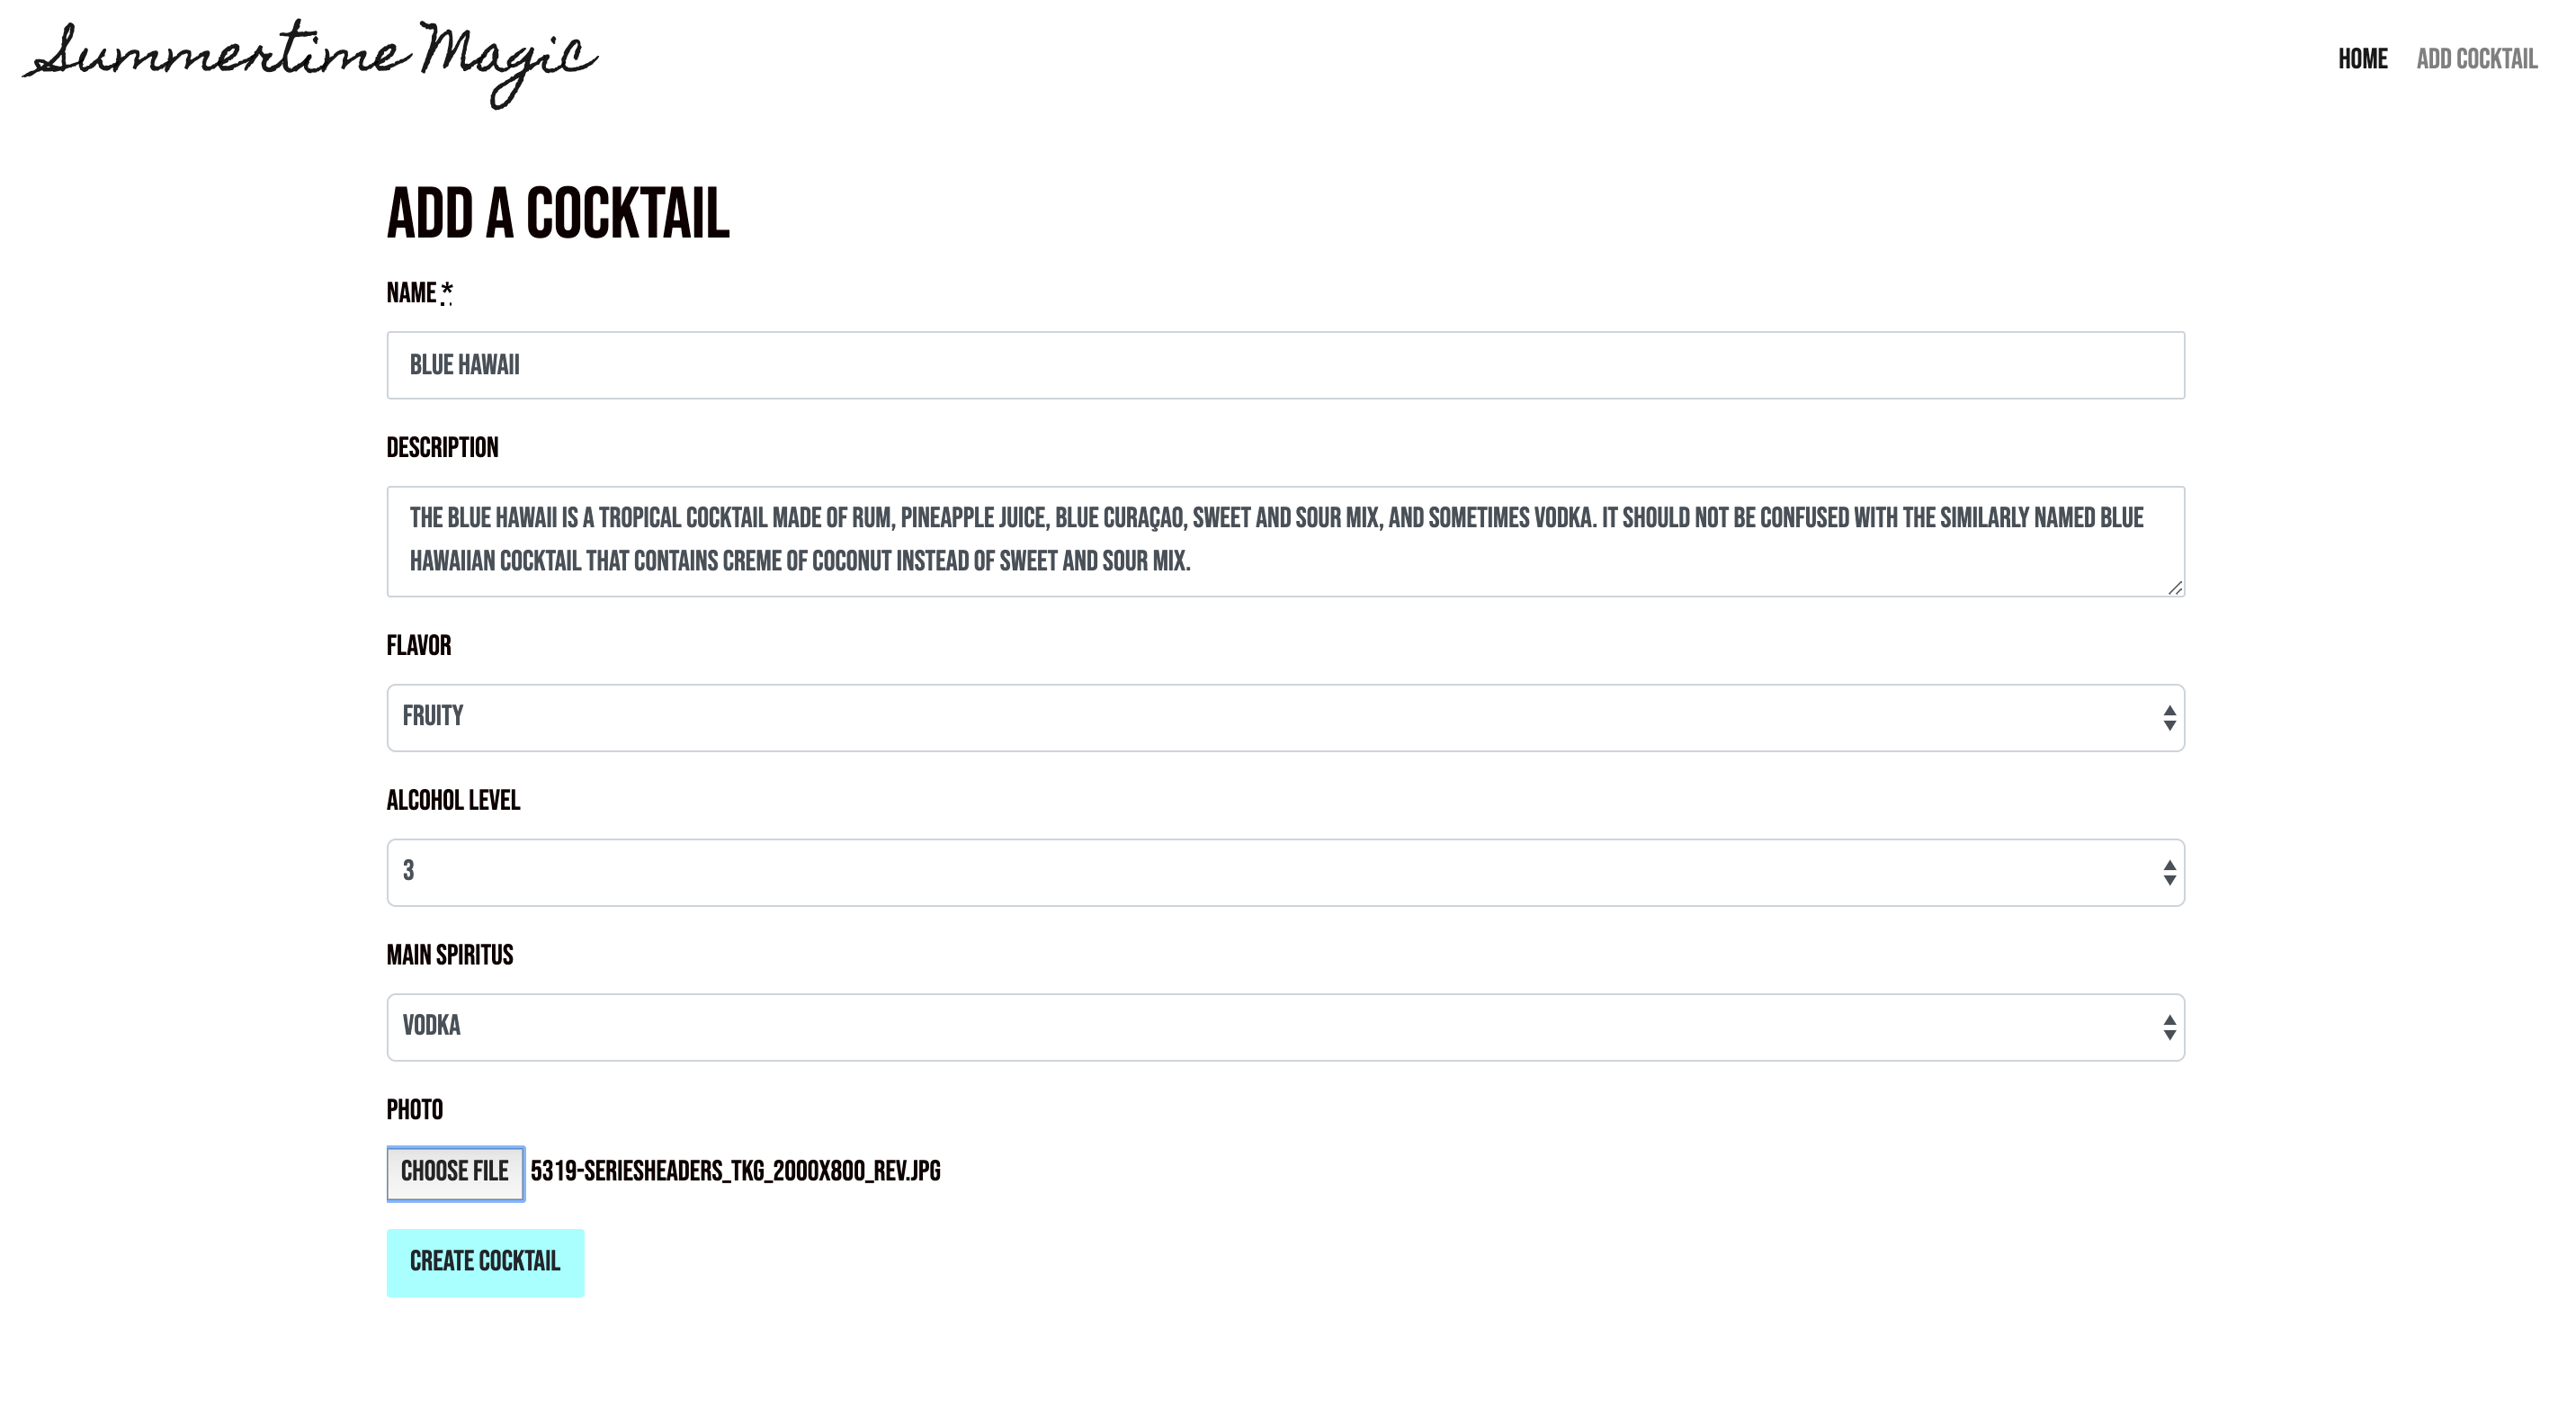 Summertime Magic
HOME ADD COCKTAIL
ADD A COCKTAIL
NAME *
BLUE HAWAII
DESCRIPTION
THE BLUE HAWAII IS A TROPICAL COCKTAIL MADE OF RUM, PINEAPPLE JUICE, BLUE CURAÇAO, SWEET AND SOUR MIX, AND SOMETIMES VODKA. IT SHOULD NOT BE CONFUSED WITH THE SIMILARLY NAMED BLUE
HAWAIIAN COCKTAIL THAT CONTAINS CREME OF COCONUT INSTEAD OF SWEET AND SOUR MIX.
FLAVOR
FRUITY
ALCOHOL LEVEL
3
MAIN SPIRITUS
VODKA
PHOTO
CHOOSE FILE 5319-SERIESHEADERS_TKG_2000X800_REV.JPG
CREATE COCKTAIL